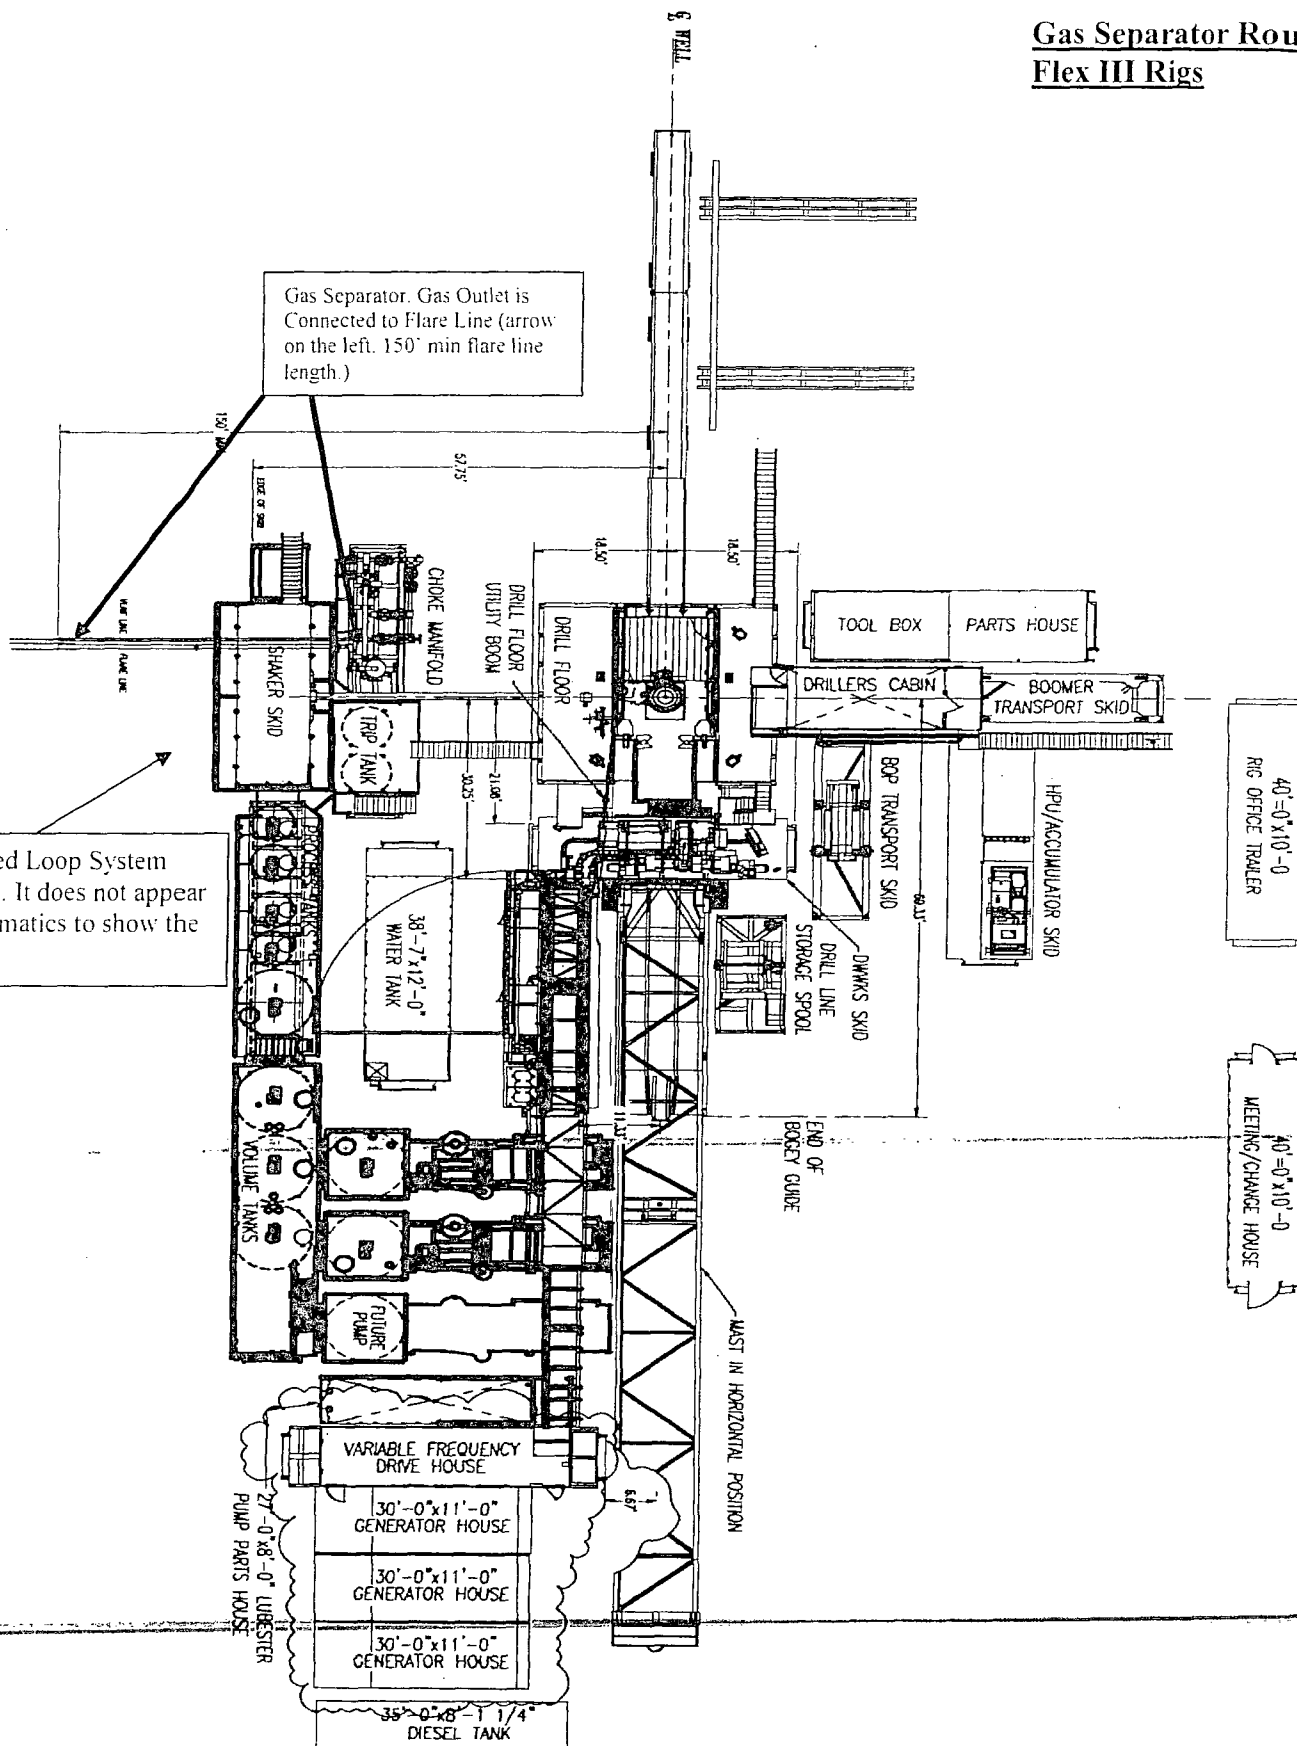 Gas Separator Rou
Flex III Rigs
℄ WELL
Gas Separator. Gas Outlet is
Connected to Flare Line (arrow
on the left. 150' min flare line
length.)
150'
57.75'
EDGE OF SKID
18.50'
18.50'
CHOKE MANIFOLD
DRILL FLOOR
UTILITY BOOM
DRILL FLOOR
TOOL BOX
PARTS HOUSE
DRILLERS CABIN
BOOMER
TRANSPORT SKID
VENT LINE
FLARE LINE
SHAKER SKID
TRIP TANK
30.25'
21.08'
BOP TRANSPORT SKID
HPU/ACCUMULATOR SKID
40'=0"x10'-0
RIG OFFICE TRAILER
ed Loop System
. It does not appear
matics to show the
PROCESS TANKS
38'-7"x12'-0"
WATER TANK
60.33'
DRILL LINE
STORAGE SPOOL
DWWKS SKID
11.33'
END OF
BOGEY GUIDE
40'=0"x10'-0
MEETING/CHANGE HOUSE
VOLUME TANKS
FUTURE
PUMP
MAST IN HORIZONTAL POSITION
VARIABLE FREQUENCY
DRIVE HOUSE
6.67'
27'-0"x8'-0" LUBESTER
PUMP PARTS HOUSE
30'-0"x11'-0"
GENERATOR HOUSE
30'-0"x11'-0"
GENERATOR HOUSE
30'-0"x11'-0"
GENERATOR HOUSE
35'-0"x8'-1 1/4"
DIESEL TANK